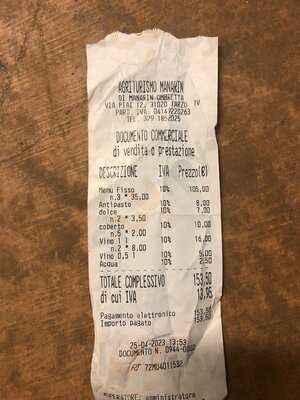 AGRITURISMO MANARIN
DI MANARIN OMBRETTA
VIA PIAI 12, 31020 TARZO TV
PART. IVA. 04149220263
TEL. 329 1852025
DOCUMENTO COMMERCIALE
di vendita o prestazione
DESCRIZIONE IVA Prezzo(€)
Menu Fisso 10% 105,00
n.3 * 35,00
Antipasto 10% 8,00
dolce 10% 7,00
n.2 * 3,50
coperto 10% 10,00
n.5 * 2,00
Vino 1 l 10% 16,00
n.2 * 8,00
Vino 0,5 l 10% 5,00
Acqua 10% 2,50
TOTALE COMPLESSIVO 153,50
di cui IVA 13,95
Pagamento elettronico 153,50
Importo pagato 153,50
25-04-2023 13:53
DOCUMENTO N. 0944-
RT 72MU4011532
OPERATORE: